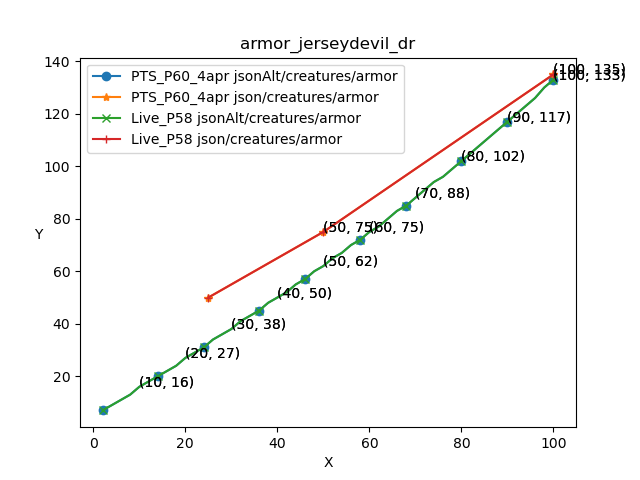 armor_jerseydevil_dr
PTS_P60_4apr jsonAlt/creatures/armor
PTS_P60_4apr json/creatures/armor
Live_P58 jsonAlt/creatures/armor
Live_P58 json/creatures/armor
(100, 135)
(100, 133)
(90, 117)
(80, 102)
(70, 88)
(50, 75)
(60, 75)
(50, 62)
(40, 50)
(30, 38)
(20, 27)
(10, 16)
Y
140
120
100
80
60
40
20
0 20 40 60 80 100
X